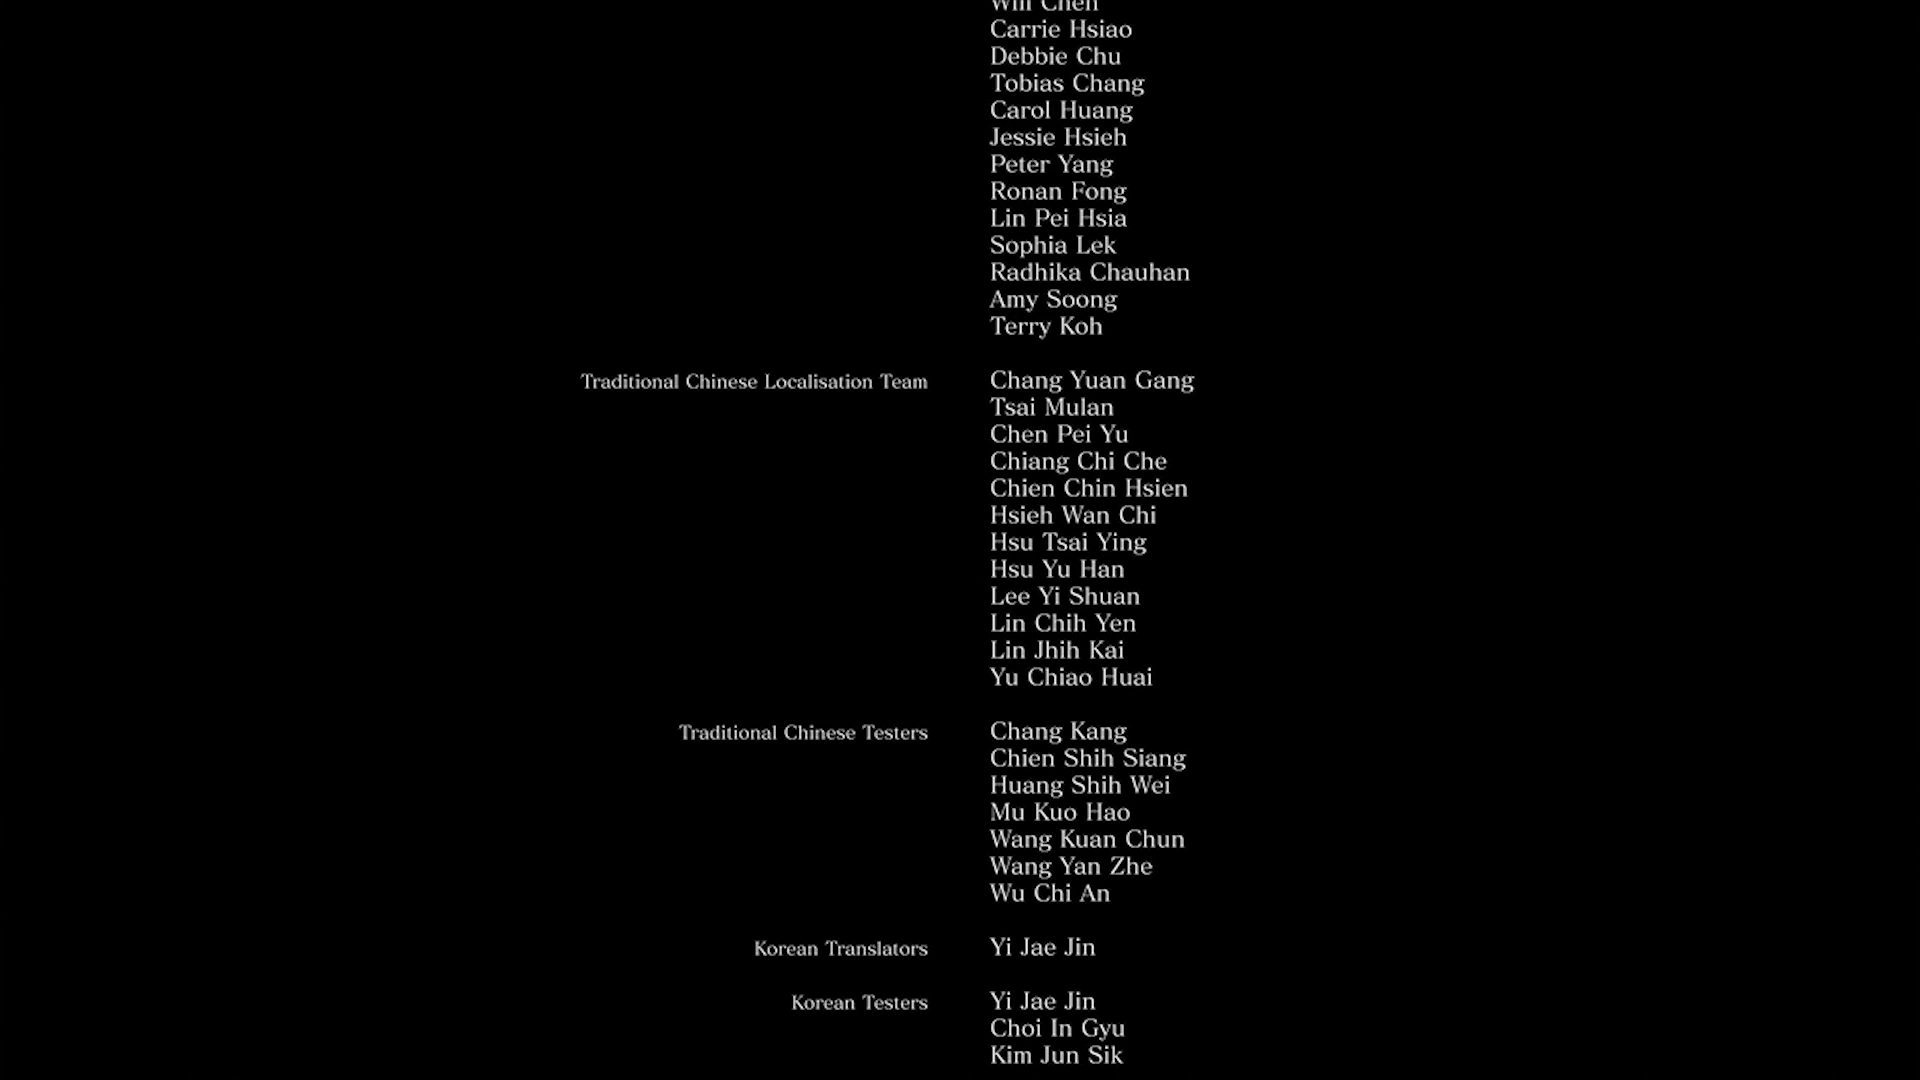 Will Chen
Carrie Hsiao
Debbie Chu
Tobias Chang
Carol Huang
Jessie Hsieh
Peter Yang
Ronan Fong
Lin Pei Hsia
Sophia Lek
Radhika Chauhan
Amy Soong
Terry Koh
Traditional Chinese Localisation Team Chang Yuan Gang
Tsai Mulan
Chen Pei Yu
Chiang Chi Che
Chien Chin Hsien
Hsieh Wan Chi
Hsu Tsai Ying
Hsu Yu Han
Lee Yi Shuan
Lin Chih Yen
Lin Jhih Kai
Yu Chiao Huai
Traditional Chinese Testers Chang Kang
Chien Shih Siang
Huang Shih Wei
Mu Kuo Hao
Wang Kuan Chun
Wang Yan Zhe
Wu Chi An
Korean Translators Yi Jae Jin
Korean Testers Yi Jae Jin
Choi In Gyu
Kim Jun Sik